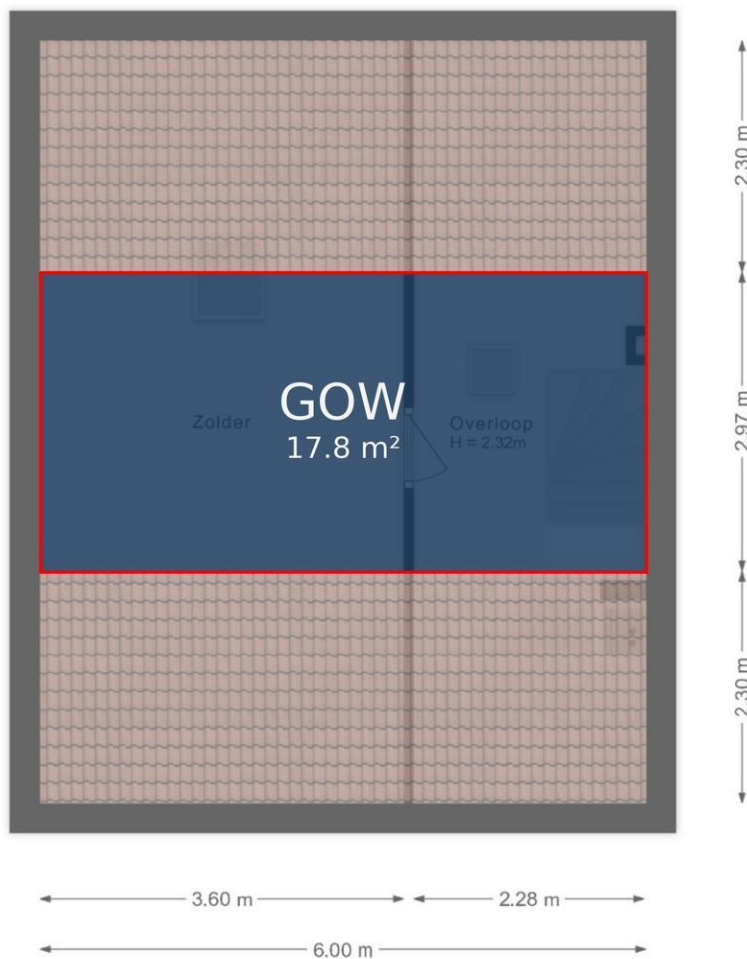 2.30 m
GOW
17.8 m²
Zolder
Overloop
H = 2.32m
2.97 m
2.30 m
3.60 m
2.28 m
6.00 m